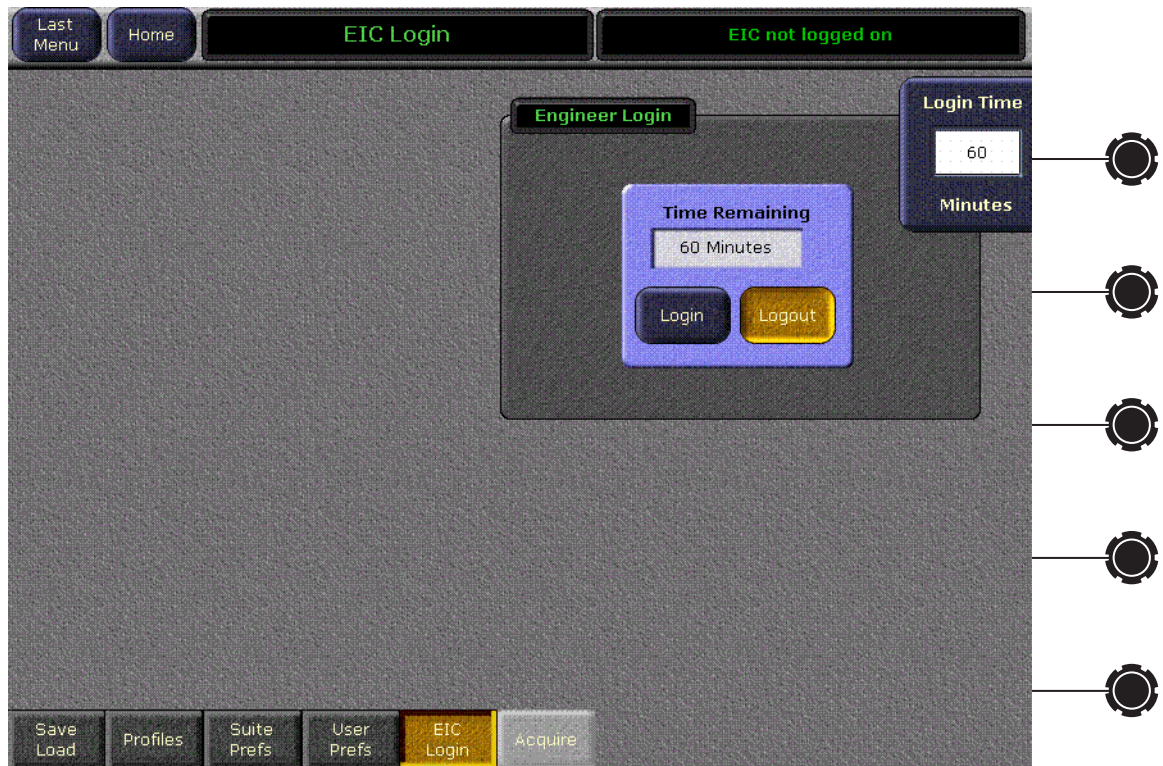 Last
Menu
Home
EIC Login
EIC not logged on
Login Time
60
Minutes
Engineer Login
Time Remaining
60 Minutes
Login
Logout
Save
Load
Profiles
Suite
Prefs
User
Prefs
EIC
Login
Acquire